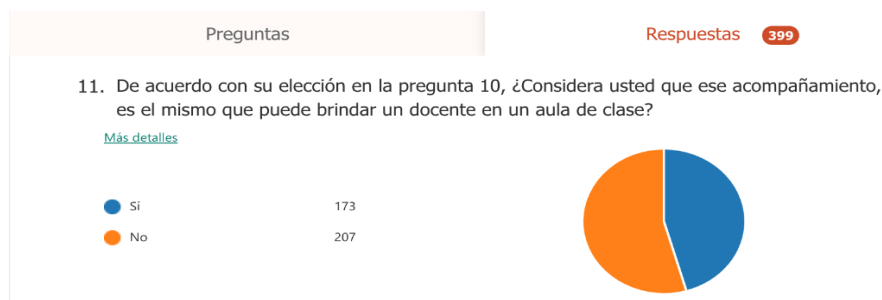 Preguntas
Respuestas 399
11. De acuerdo con su elección en la pregunta 10, ¿Considera usted que ese acompañamiento,
es el mismo que puede brindar un docente en un aula de clase?
Más detalles
Sí 173
No 207